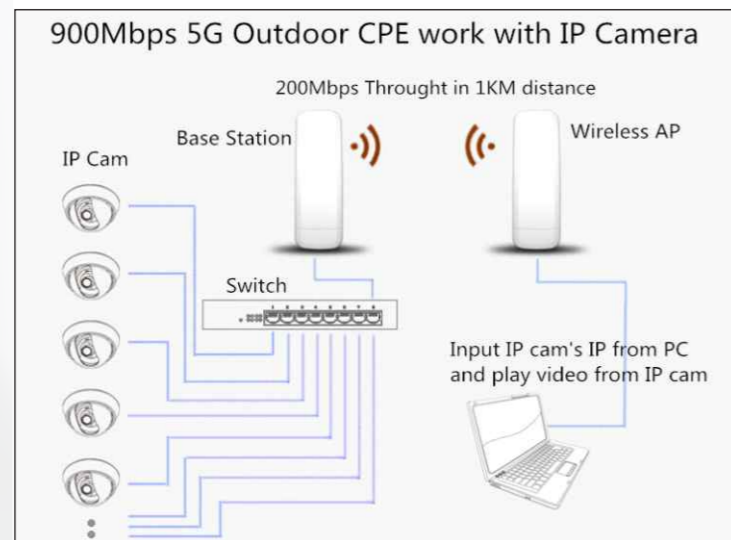 900Mbps 5G Outdoor CPE work with IP Camera
200Mbps Throught in 1KM distance
Base Station
Wireless AP
IP Cam
Switch
Input IP cam's IP from PC
and play video from IP cam